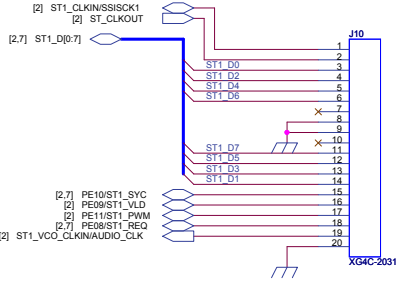 [2] ST1_CLKIN/SSISCK1
[2] ST_CLKOUT
J10
[2,7] ST1_D[0:7]
1
2
ST1_D0 3
ST1_D2 4
ST1_D4 5
ST1_D6 6
7
8
9
10
ST1_D7 11
ST1_D5 12
ST1_D3 13
ST1_D1 14
[2,7] PE10/ST1_SYC 15
[2] PE09/ST1_VLD 16
[2] PE11/ST1_PWM 17
[2,7] PE08/ST1_REQ 18
[2] ST1_VCO_CLKIN/AUDIO_CLK 19
20
XG4C-2031